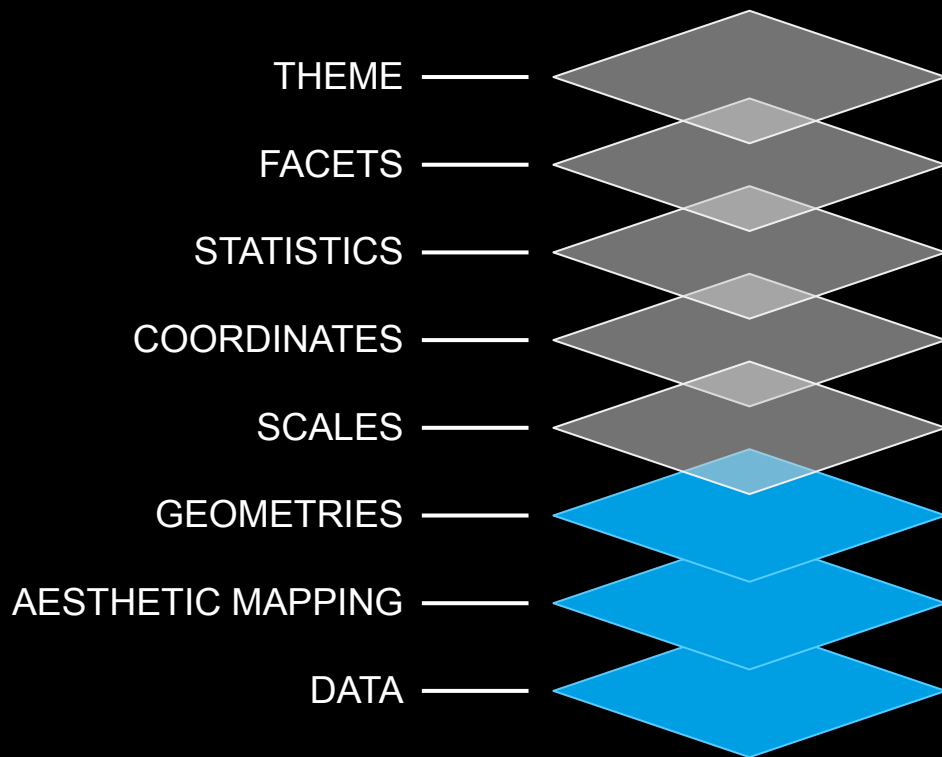 THEME
FACETS
STATISTICS
COORDINATES
SCALES
GEOMETRIES
AESTHETIC MAPPING
DATA